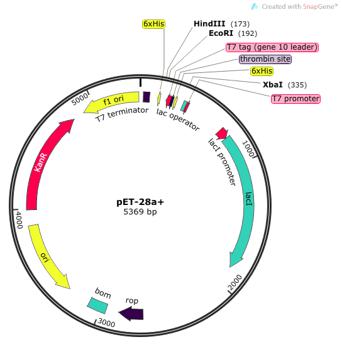 Created with SnapGene®
6xHis
HindIII (173)
EcoRI (192)
T7 tag (gene 10 leader)
thrombin site
6xHis
XbaI (335)
T7 promoter
lac operator
T7 terminator
f1 ori
5000
KanR
lacI promoter
1000
lacI
pET-28a+
5369 bp
4000
ori
2000
bom
rop
3000